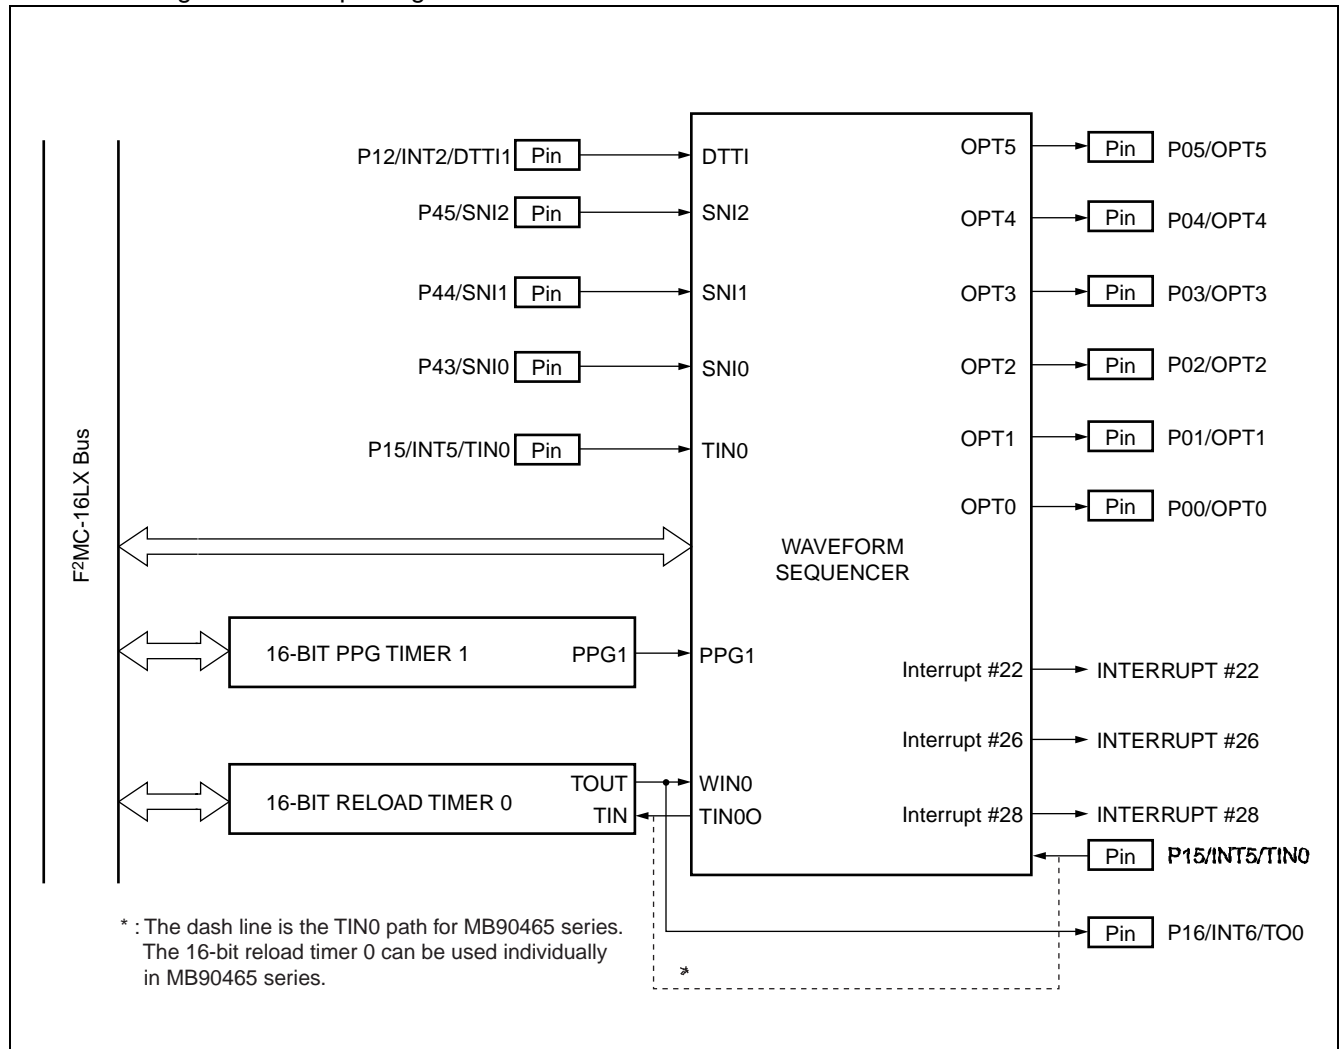 F²MC-16LX Bus
P12/INT2/DTTI1 Pin DTTI
P45/SNI2 Pin SNI2
P44/SNI1 Pin SNI1
P43/SNI0 Pin SNI0
P15/INT5/TIN0 Pin TIN0
WAVEFORM
SEQUENCER
16-BIT PPG TIMER 1 PPG1 PPG1
16-BIT RELOAD TIMER 0 TOUT WIN0
TIN TIN0O
OPT5 Pin P05/OPT5
OPT4 Pin P04/OPT4
OPT3 Pin P03/OPT3
OPT2 Pin P02/OPT2
OPT1 Pin P01/OPT1
OPT0 Pin P00/OPT0
Interrupt #22 INTERRUPT #22
Interrupt #26 INTERRUPT #26
Interrupt #28 INTERRUPT #28
Pin P15/INT5/TIN0
Pin P16/INT6/TO0
*
* : The dash line is the TIN0 path for MB90465 series.
The 16-bit reload timer 0 can be used individually
in MB90465 series.